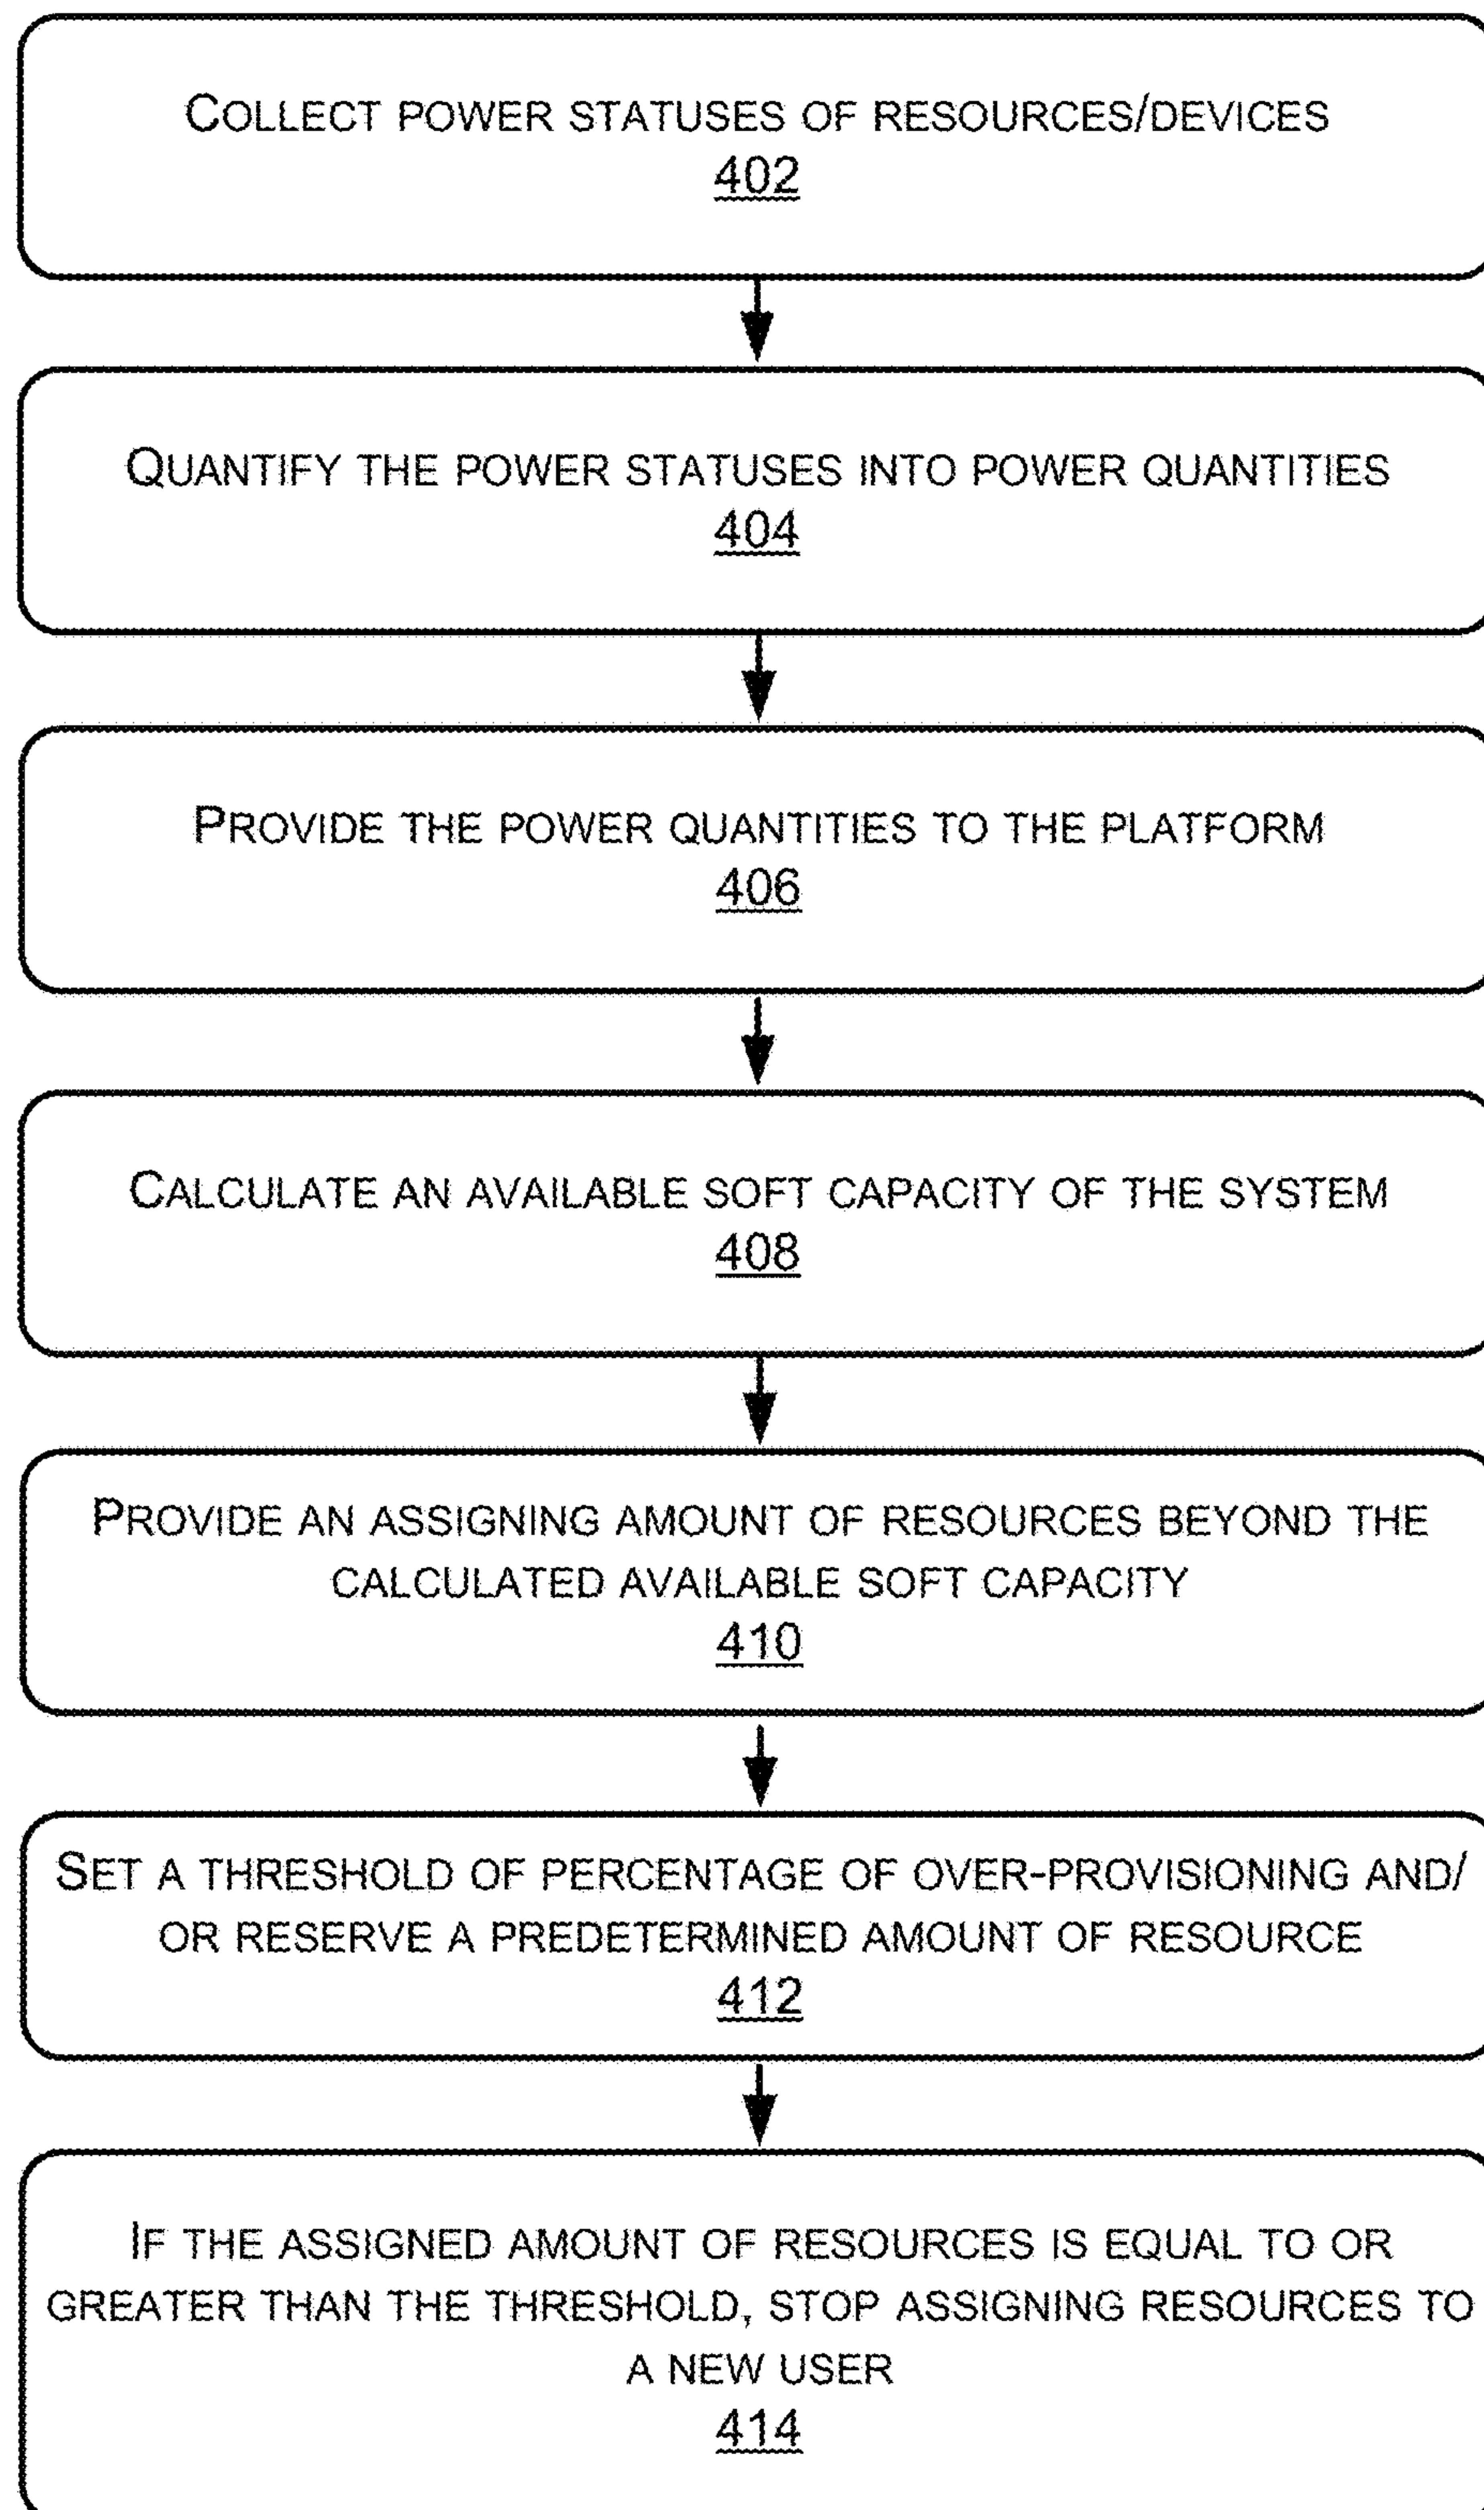 COLLECT POWER STATUSES OF RESOURCES/DEVICES
402
QUANTIFY THE POWER STATUSES INTO POWER QUANTITIES
404
PROVIDE THE POWER QUANTITIES TO THE PLATFORM
406
CALCULATE AN AVAILABLE SOFT CAPACITY OF THE SYSTEM
408
PROVIDE AN ASSIGNING AMOUNT OF RESOURCES BEYOND THE
CALCULATED AVAILABLE SOFT CAPACITY
410
SET A THRESHOLD OF PERCENTAGE OF OVER-PROVISIONING AND/
OR RESERVE A PREDETERMINED AMOUNT OF RESOURCE
412
IF THE ASSIGNED AMOUNT OF RESOURCES IS EQUAL TO OR
GREATER THAN THE THRESHOLD, STOP ASSIGNING RESOURCES TO
A NEW USER
414